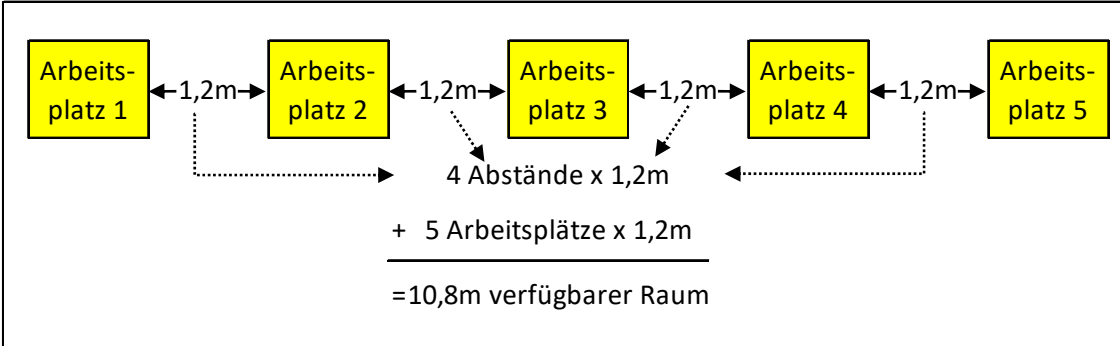 Arbeits- Arbeits- Arbeits- Arbeits- Arbeits-
platz 1 1,2m platz 2 1,2m platz 3 1,2m platz 4 1,2m platz 5
4 Abstände x 1,2m
+ 5 Arbeitsplätze x 1,2m
=10,8m verfügbarer Raum